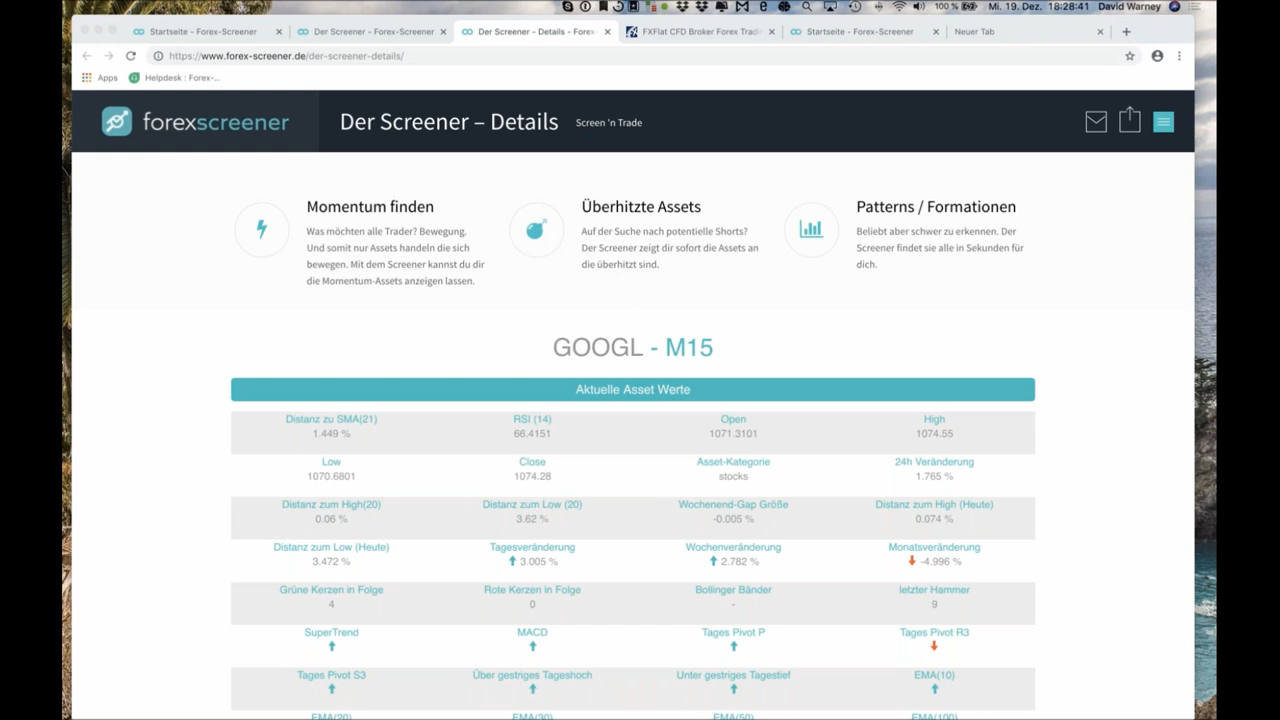 100 % Mi. 19. Dez. 18:28:41 David Warney
Startseite - Forex-Screener × Der Screener – Forex-Screener × Der Screener – Details - Forex- × FXFlat CFD Broker Forex Tradi × Startseite - Forex-Screener × Neuer Tab × +
https://www.forex-screener.de/der-screener-details/
Apps Helpdesk : Forex-...
forexscreener Der Screener – Details Screen 'n Trade
Momentum finden
Was möchten alle Trader? Bewegung.
Und somit nur Assets handeln die sich
bewegen. Mit dem Screener kannst du dir
die Momentum-Assets anzeigen lassen.
Überhitzte Assets
Auf der Suche nach potentielle Shorts?
Der Screener zeigt dir sofort die Assets an
die überhitzt sind.
Patterns / Formationen
Beliebt aber schwer zu erkennen. Der
Screener findet sie alle in Sekunden für
dich.
GOOGL - M15
Aktuelle Asset Werte
Distanz zu SMA(21) RSI (14) Open High
1.449 % 66.4151 1071.3101 1074.55
Low Close Asset-Kategorie 24h Veränderung
1070.6801 1074.28 stocks 1.765 %
Distanz zum High(20) Distanz zum Low (20) Wochenend-Gap Größe Distanz zum High (Heute)
0.06 % 3.62 % -0.005 % 0.074 %
Distanz zum Low (Heute) Tagesveränderung Wochenveränderung Monatsveränderung
3.472 % 3.005 % 2.782 % -4.996 %
Grüne Kerzen in Folge Rote Kerzen in Folge Bollinger Bänder letzter Hammer
4 0 - 9
SuperTrend MACD Tages Pivot P Tages Pivot R3
Tages Pivot S3 Über gestriges Tageshoch Unter gestriges Tagestief EMA(10)
EMA(20) EMA(30) EMA(50) EMA(100)